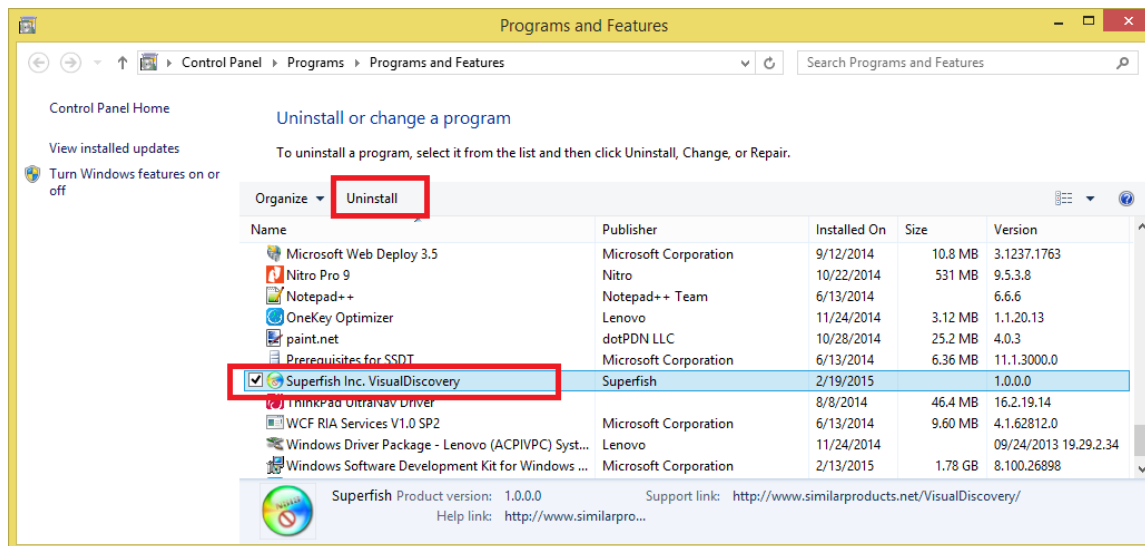 Programs and Features
Control Panel Programs Programs and Features Search Programs and Features
Control Panel Home
View installed updates
Turn Windows features on or
off
Uninstall or change a program
To uninstall a program, select it from the list and then click Uninstall, Change, or Repair.
Organize Uninstall
Name Publisher Installed On Size Version
Microsoft Web Deploy 3.5 Microsoft Corporation 9/12/2014 10.8 MB 3.1237.1763
Nitro Pro 9 Nitro 10/22/2014 531 MB 9.5.3.8
Notepad++ Notepad++ Team 6/13/2014 6.6.6
OneKey Optimizer Lenovo 11/24/2014 3.12 MB 1.1.20.13
paint.net dotPDN LLC 10/28/2014 25.2 MB 4.0.3
Prerequisites for SSDT Microsoft Corporation 6/13/2014 6.36 MB 11.1.3000.0
Superfish Inc. VisualDiscovery Superfish 2/19/2015 1.0.0.0
ThinkPad UltraNav Driver 8/8/2014 46.4 MB 16.2.19.14
WCF RIA Services V1.0 SP2 Microsoft Corporation 6/13/2014 9.60 MB 4.1.62812.0
Windows Driver Package - Lenovo (ACPIVPC) Syst... Lenovo 11/24/2014 09/24/2013 19.29.2.34
Windows Software Development Kit for Windows ... Microsoft Corporation 2/13/2015 1.78 GB 8.100.26898
Superfish Product version: 1.0.0.0 Support link: http://www.similarproducts.net/VisualDiscovery/
Help link: http://www.similarpro...